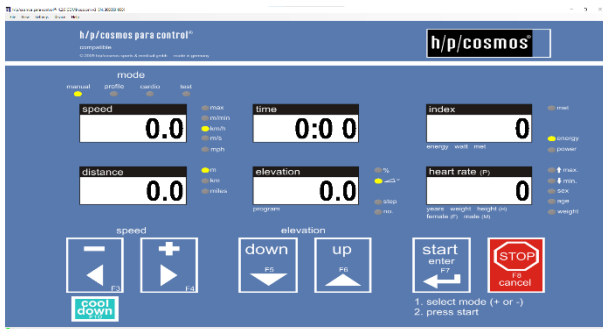 h/p/cosmos para control®
compatible
h/p/cosmos®
mode
manual profile cardio test
speed
0.0
max
m/min
km/h
m/s
mph
time
0:0 0
index
0
energy watt met
met
energy
power
distance
0.0
m
km
miles
elevation
0.0
program
%
step
no.
heart rate (P)
0
years weight height (H)
female (F) male (M)
max.
min.
sex
age
weight
speed
elevation
− F3
+ F4
down F5
up F6
start
enter
F7
STOP
F8
cancel
cool
down
1. select mode (+ or -)
2. press start